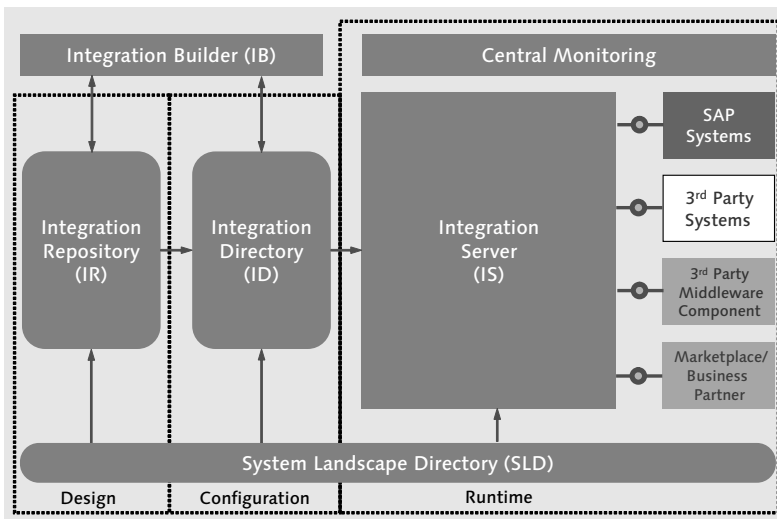 Integration Builder (IB)
Central Monitoring
Integration
Repository
(IR)
Integration
Directory
(ID)
Integration
Server
(IS)
SAP
Systems
3rd Party
Systems
3rd Party
Middleware
Component
Marketplace/
Business
Partner
System Landscape Directory (SLD)
Design
Configuration
Runtime